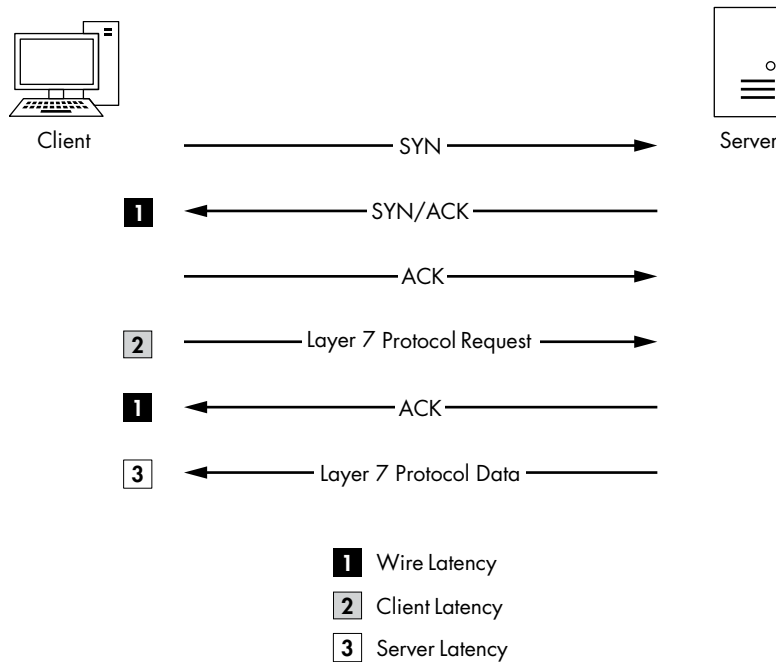 Client
Server
SYN
1
SYN/ACK
ACK
2
Layer 7 Protocol Request
1
ACK
3
Layer 7 Protocol Data
1 Wire Latency
2 Client Latency
3 Server Latency